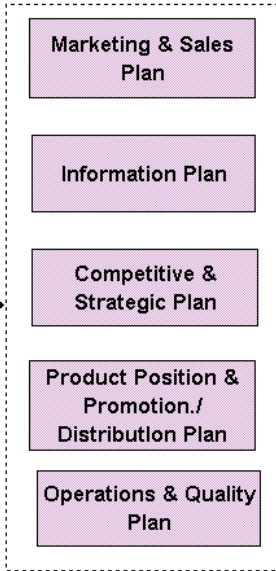 Marketing & Sales
Plan
Information Plan
Competitive &
Strategic Plan
Product Position &
Promotion./
Distribution Plan
Operations & Quality
Plan